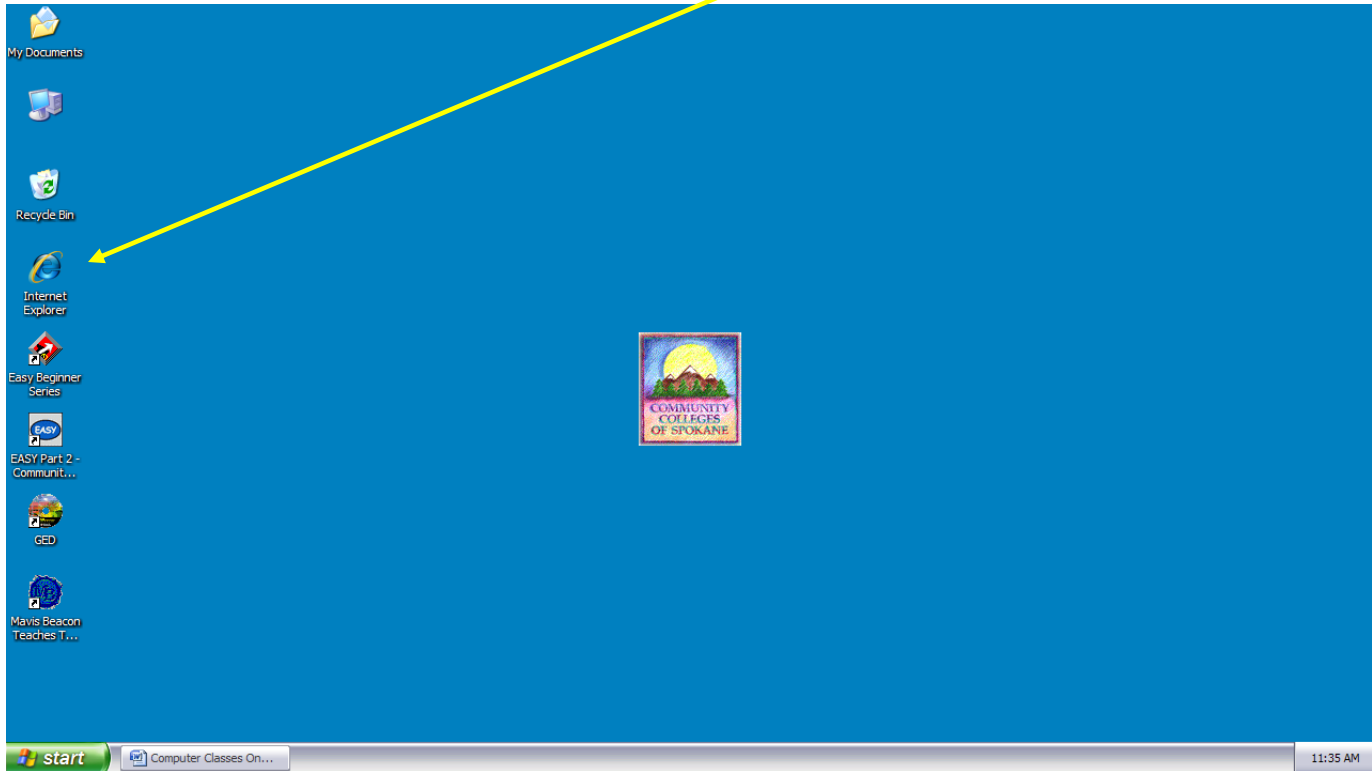 My Documents
Recycle Bin
Internet
Explorer
Easy Beginner
Series
EASY
EASY Part 2 -
Communit...
GED
Mavis Beacon
Teaches T...
COMMUNITY
COLLEGES
OF SPOKANE
start
Computer Classes On...
11:35 AM